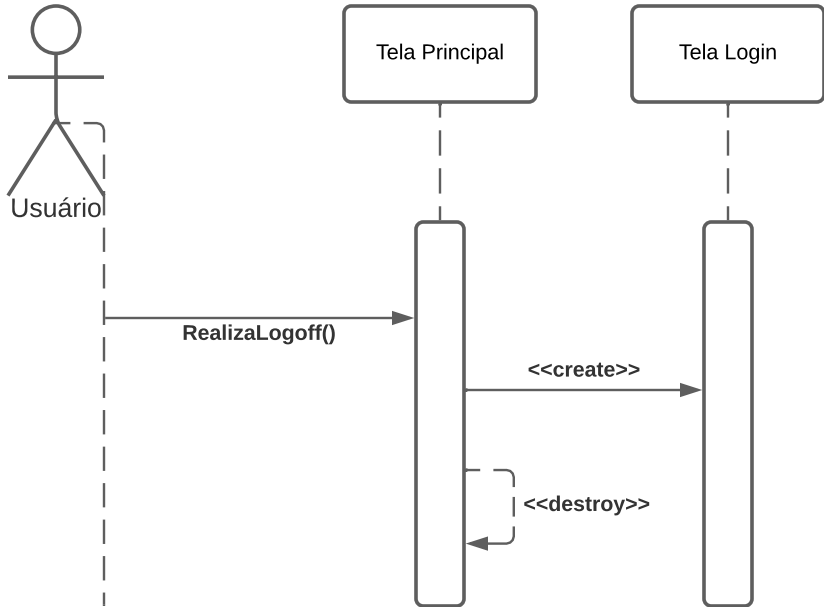 Tela Principal
Tela Login
Usuário
RealizaLogoff()
<<create>>
<<destroy>>